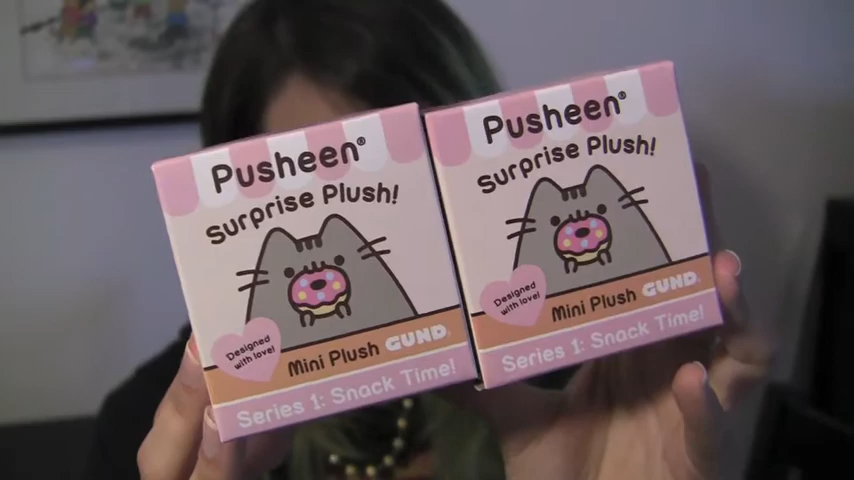 Pusheen®
Surprise Plush!
Designed
with love!
Mini Plush GUND®
Series 1: Snack Time!
Pusheen®
Surprise Plush!
Designed
with love!
Mini Plush GUND®
Series 1: Snack Time!